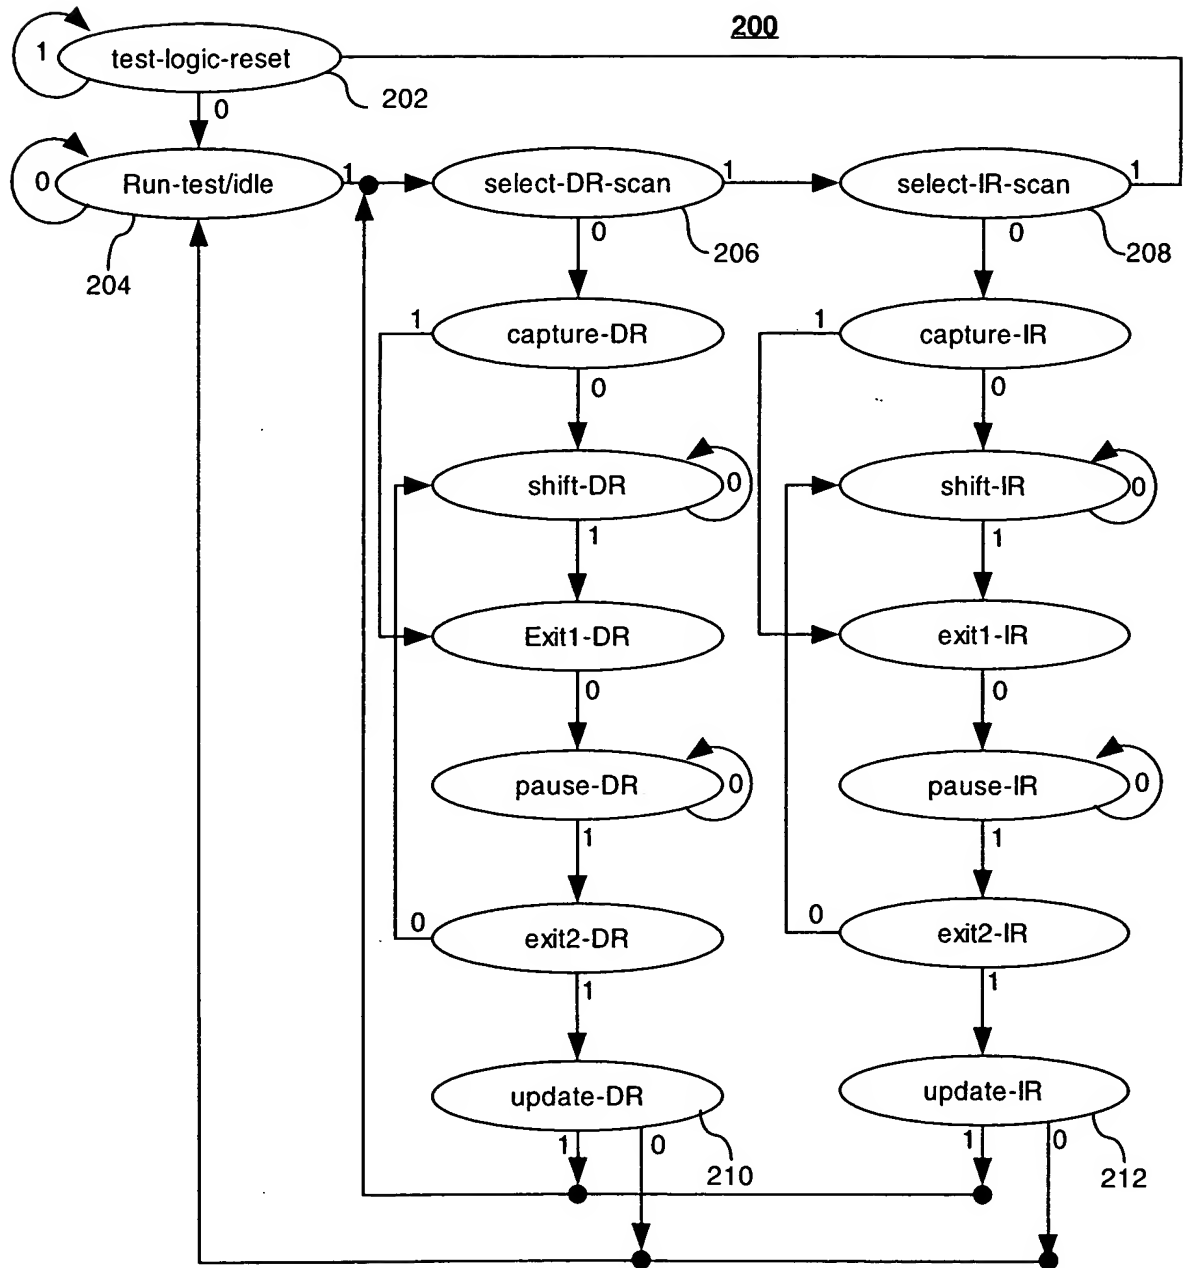 200
1
test-logic-reset
202
0
0
Run-test/idle
1
204
select-DR-scan
1
206
0
select-IR-scan
1
208
0
1
capture-DR
0
1
capture-IR
0
shift-DR
0
1
shift-IR
0
1
Exit1-DR
0
exit1-IR
0
pause-DR
0
1
pause-IR
0
1
0
exit2-DR
1
0
exit2-IR
1
update-DR
1
0
210
update-IR
1
0
212